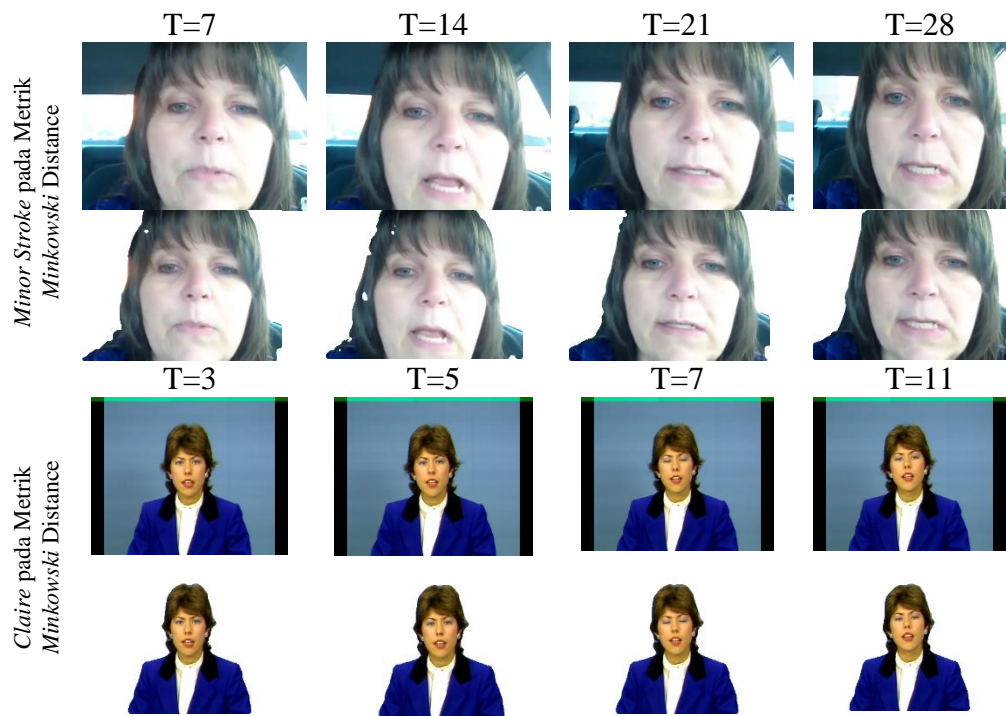 T=7 T=14 T=21 T=28
Minor Stroke pada Metrik
Minkowski Distance
T=3 T=5 T=7 T=11
Claire pada Metrik
Minkowski Distance